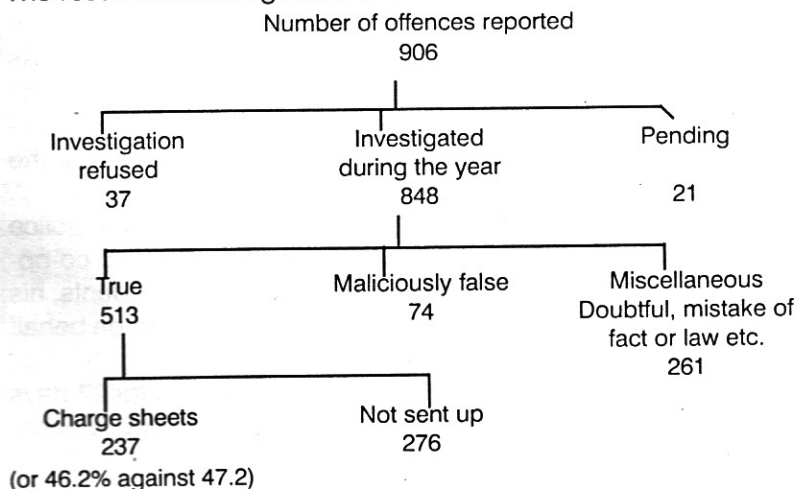 Number of offences reported
906
Investigation refused
37
Investigated during the year
848
Pending
21
True
513
Maliciously false
74
Miscellaneous
Doubtful, mistake of
fact or law etc.
261
Charge sheets
237
(or 46.2% against 47.2)
Not sent up
276